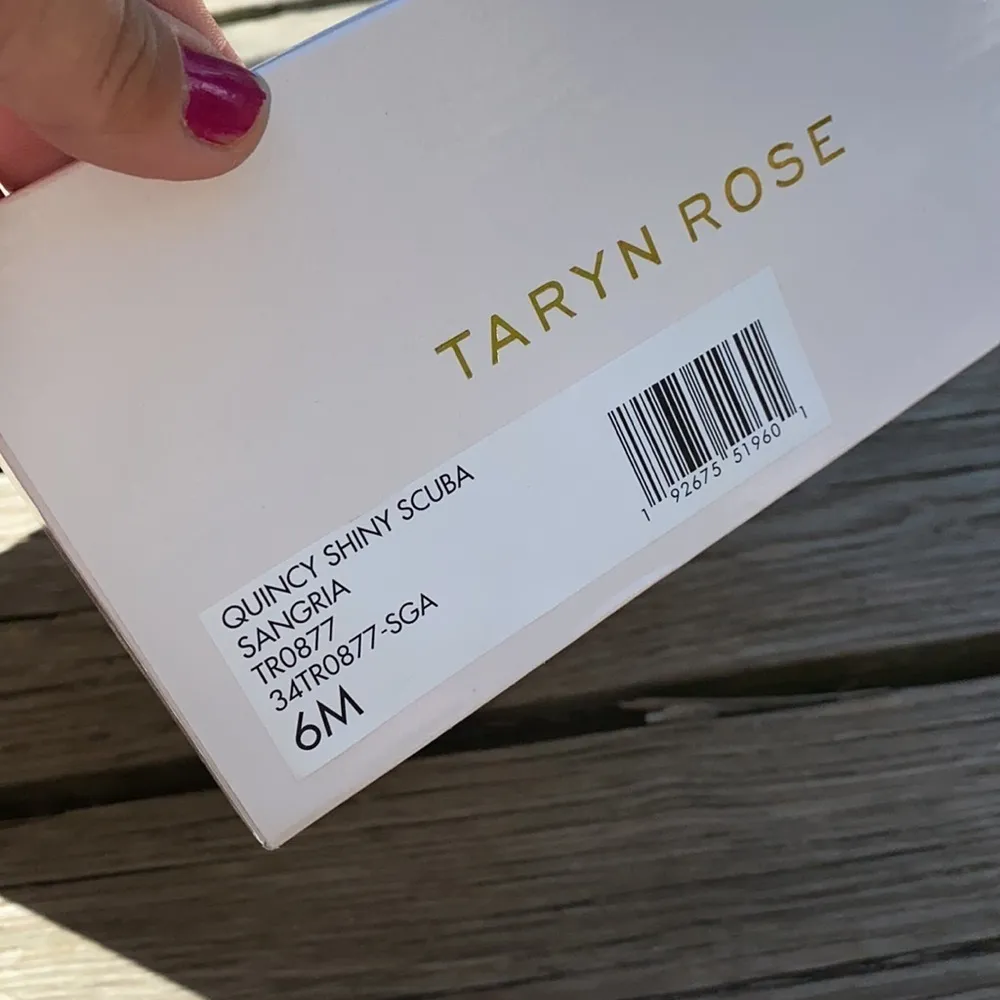 TARYN ROSE
1 92675 51960 1
QUINCY SHINY SCUBA
SANGRIA
TR0877
34TR0877-SGA
6M